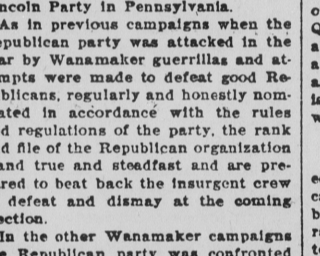 ncoln Party in Pennsylvania.
As in previous campaigns when the
epublican party was attacked in the
ar by Wanamaker guerrillas and at-
mpts were made to defeat good Re-
blicans, regularly and honestly nom-
ated in accordance with the rules
d regulations of the party, the rank
d file of the Republican organization
and true and steadfast and are pre-
ared to beat back the insurgent crew
defeat and dismay at the coming
ection.
In the other Wanamaker campaigns
e Republican party was confronted